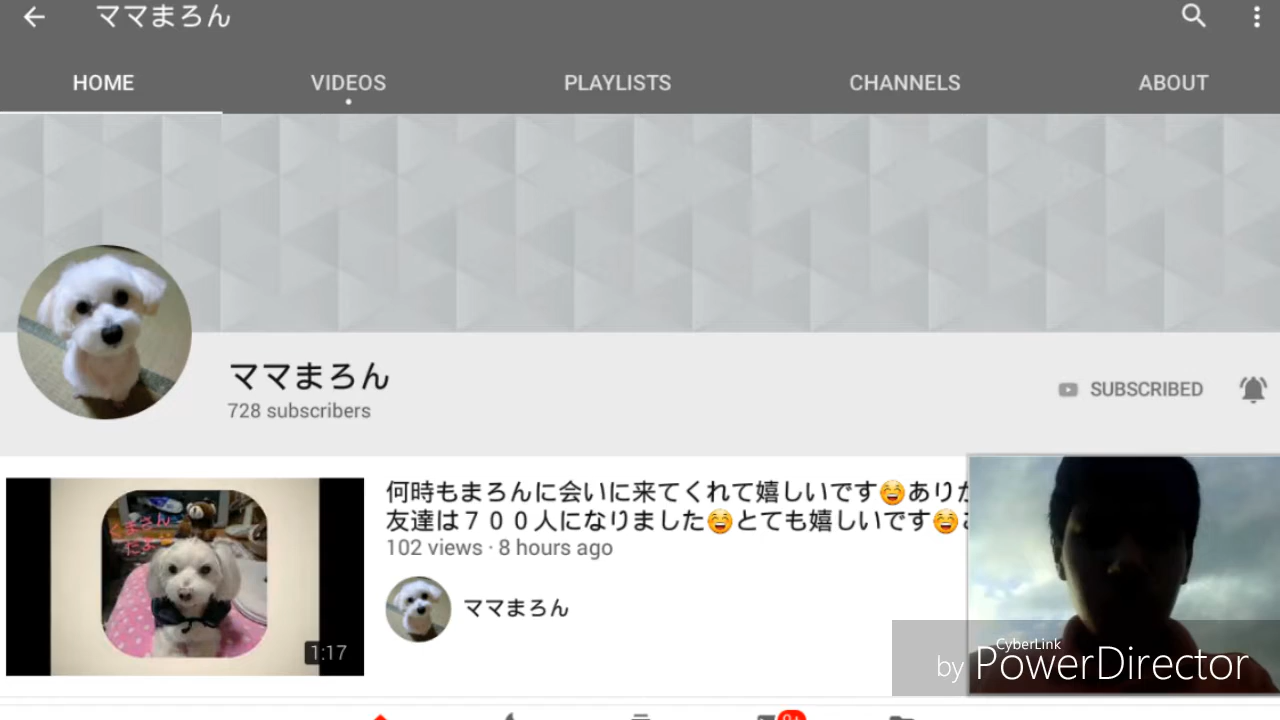 ママまろん
HOME
VIDEOS
PLAYLISTS
CHANNELS
ABOUT
ママまろん
728 subscribers
SUBSCRIBED
何時もまろんに会いに来てくれて嬉しいです😁あり
友達は７００人になりました😁とても嬉しいです😁
102 views · 8 hours ago
ママまろん
くまさん
1:17
CyberLink
by PowerDirector